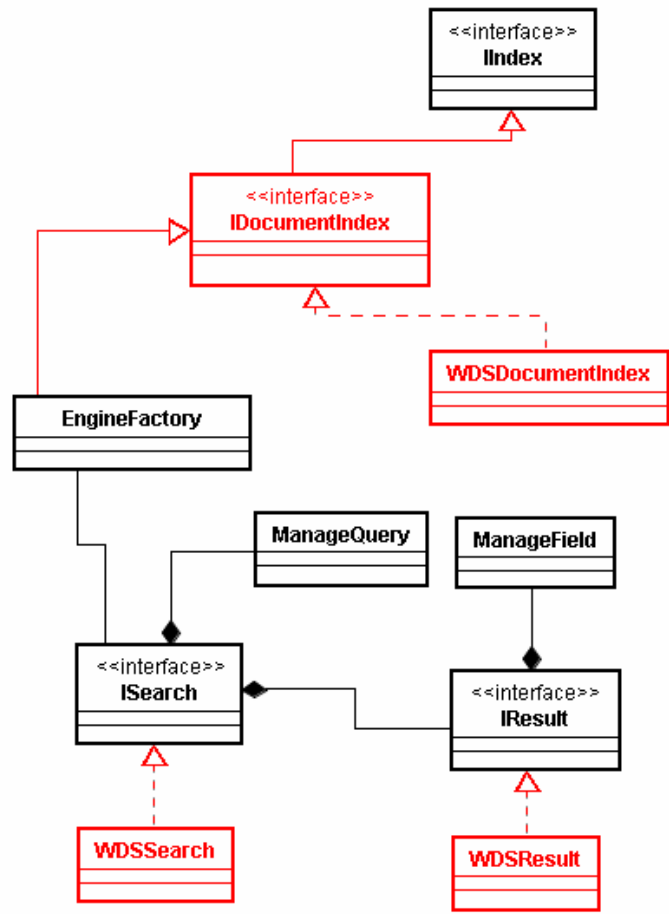 <<interface>>
IIndex
<<interface>>
IDocumentIndex
WDSDocumentIndex
EngineFactory
ManageQuery
ManageField
<<interface>>
ISearch
<<interface>>
IResult
WDSSearch
WDSResult